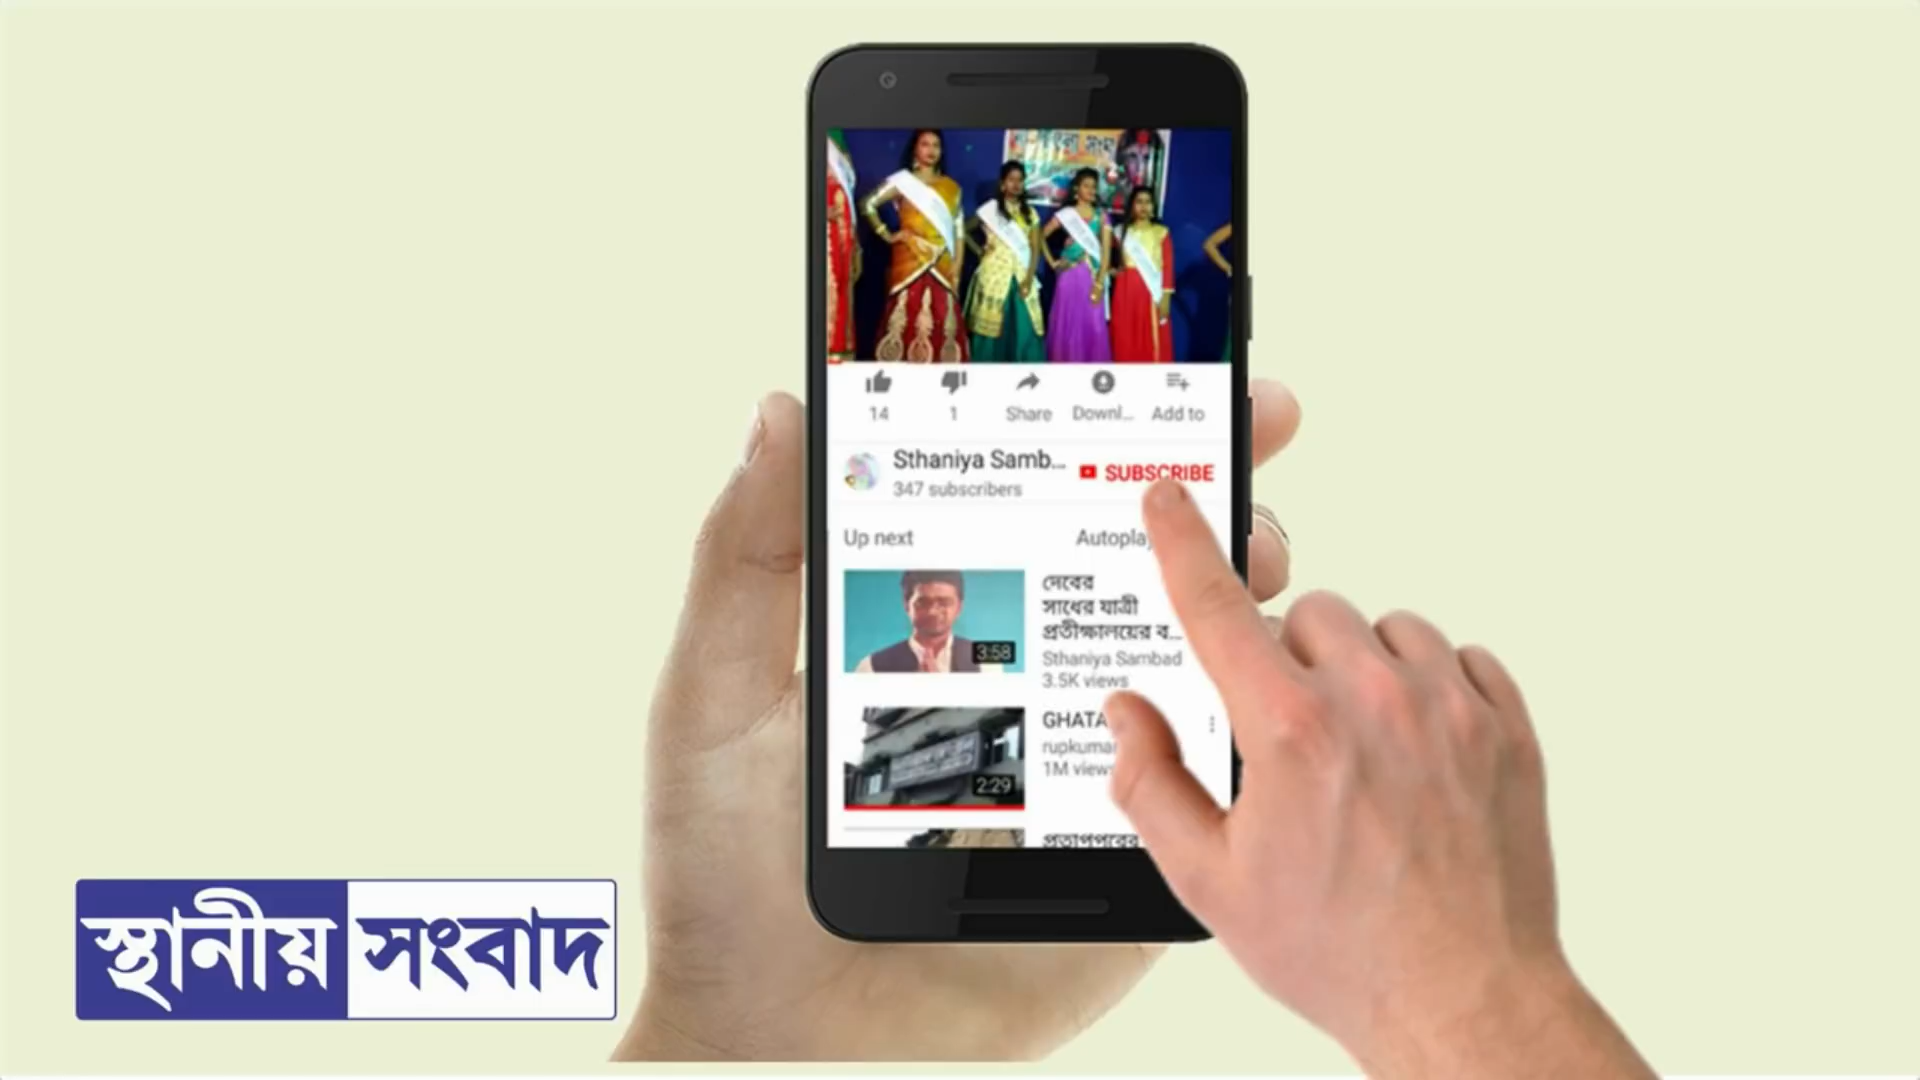 14
1
Share
Downl...
Add to
Sthaniya Samb...
SUBSCRIBE
347 subscribers
Up next
Autoplay
দেবের
সাধের যাত্রী
প্রতীক্ষালয়ের ব...
Sthaniya Sambad
3.5K views
3:58
GHATA
rupkuma
1M views
2:29
স্থানীয় সংবাদ